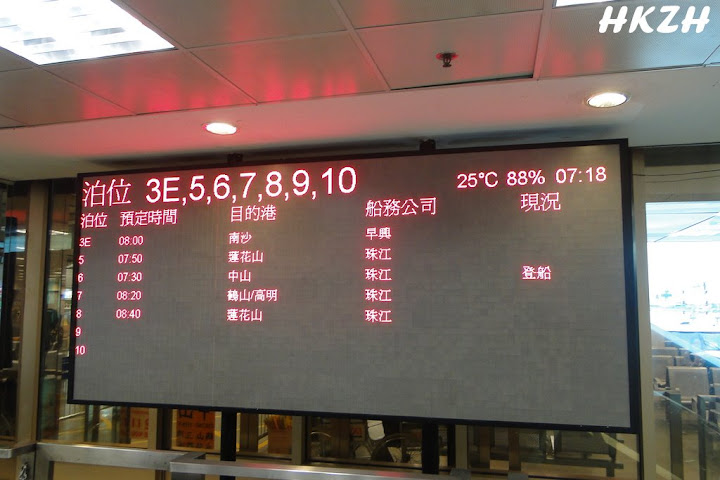 HKZH
泊位 3E,5,6,7,8,9,10 25℃ 88% 07:18
泊位 預定時間 目的港 船務公司 現況
3E 08:00 南沙 早興
5 07:50 蓮花山 珠江
6 07:30 中山 珠江 登船
7 08:20 鶴山/高明 珠江
8 08:40 蓮花山 珠江
9
10